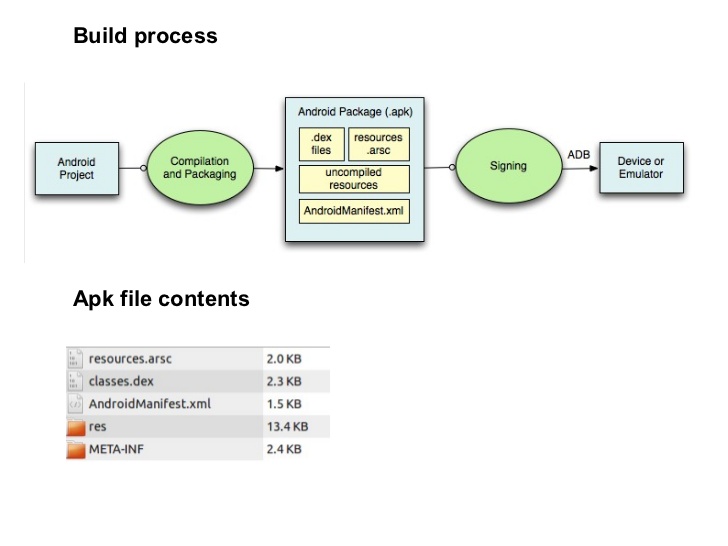 Build process
Android Package (.apk)
.dex
files
resources
.arsc
uncompiled
resources
AndroidManifest.xml
Android
Project
Compilation
and Packaging
Signing
ADB
Device or
Emulator
Apk file contents
resources.arsc 2.0 KB
classes.dex 2.3 KB
AndroidManifest.xml 1.5 KB
res 13.4 KB
META-INF 2.4 KB